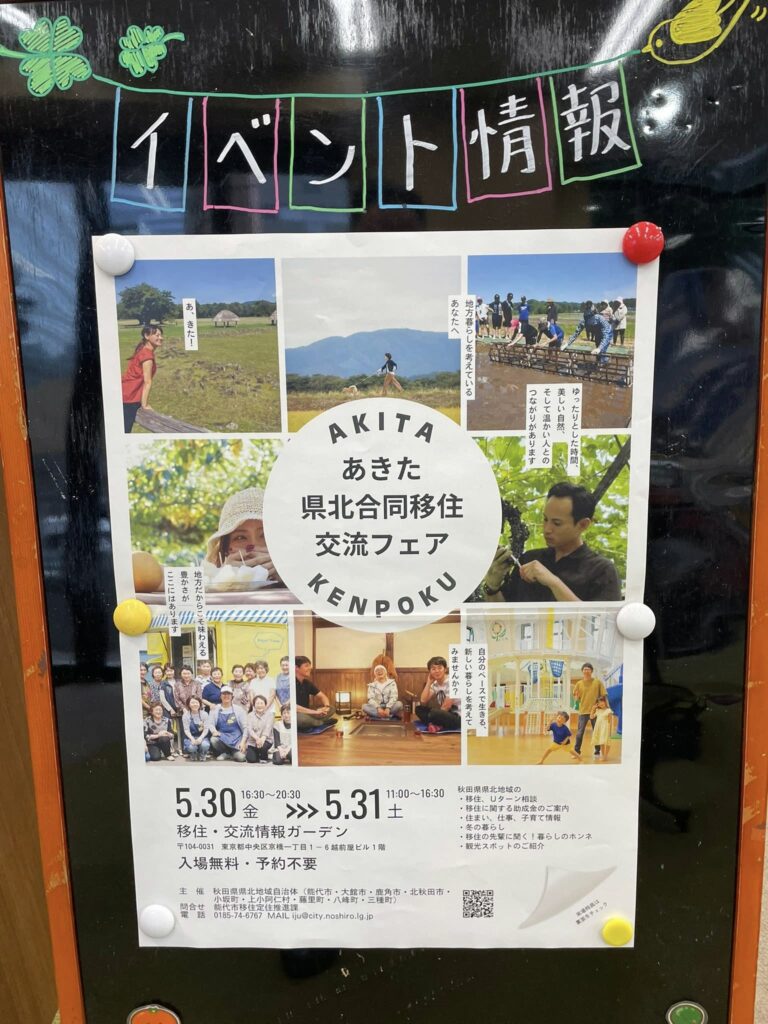 イベント情報
あ、きた!
地方暮らしを考えている
あなたへ
ゆったりとした時間、
美しい自然、
そして温かい人との
つながりがあります
AKITA
あきた
県北合同移住
交流フェア
KENPOKU
地方だからこそ味わえる
豊かさが
ここにはあります
自分のペースで生きる、
新しい暮らしを考えて
みませんか?
5.30 金 16:30~20:30 >>> 5.31 土 11:00~16:30
移住・交流情報ガーデン
〒104-0031 東京都中央区京橋一丁目1-6越前屋ビル1階
入場無料・予約不要
秋田県県北地域の
・移住、Uターン相談
・移住に関する助成金のご案内
・住まい、仕事、子育て情報
・冬の暮らし
・移住の先輩に聞く!暮らしのホンネ
・観光スポットのご紹介
主 催 秋田県県北地域自治体(能代市・大館市・鹿角市・北秋田市・
小坂町・上小阿仁村・藤里町・八峰町・三種町)
問合せ 能代市移住定住推進課
電 話 0185-74-6767 MAIL iju@city.noshiro.lg.jp
来場特典は
裏面をチェック